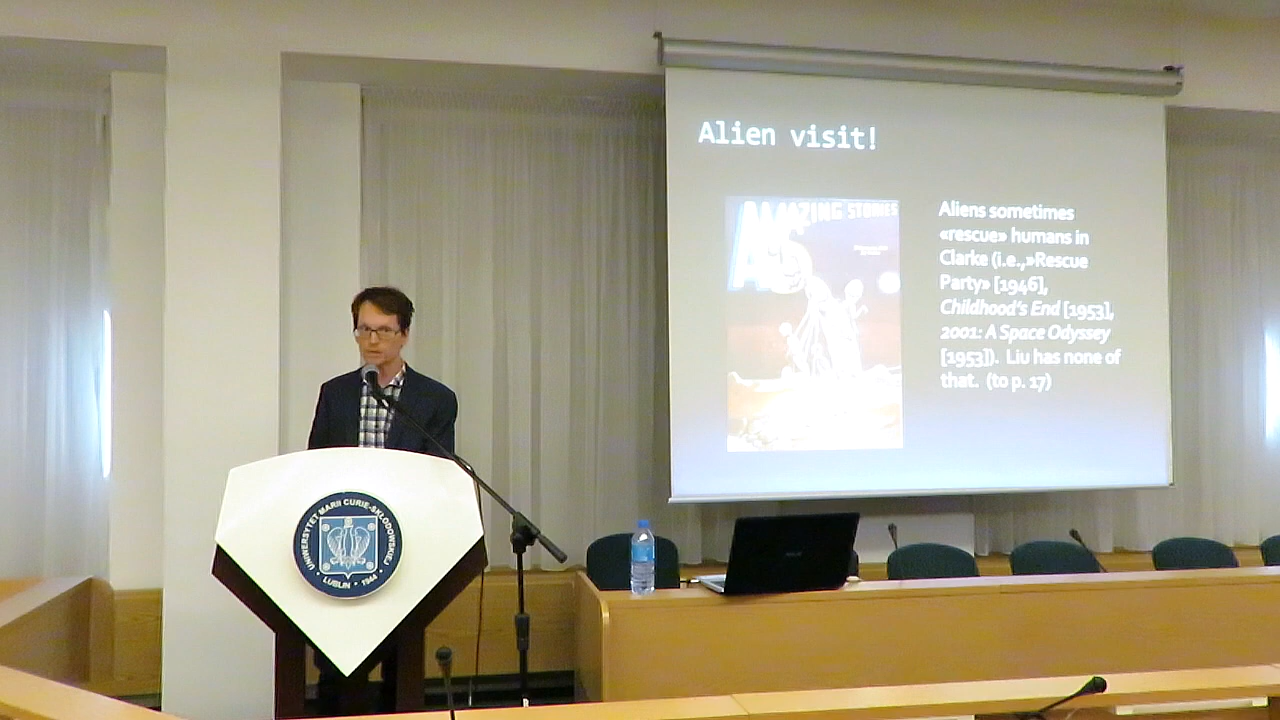 Alien visit!
AMAZING STORIES
Aliens sometimes
«rescue» humans in
Clarke (i.e.,»Rescue
Party» [1946],
Childhood's End [1953],
2001: A Space Odyssey
[1953]). Liu has none of
that. (to p. 17)
UNIWERSYTET MARII CURIE-SKŁODOWSKIEJ
• LUBLIN • 1944 •